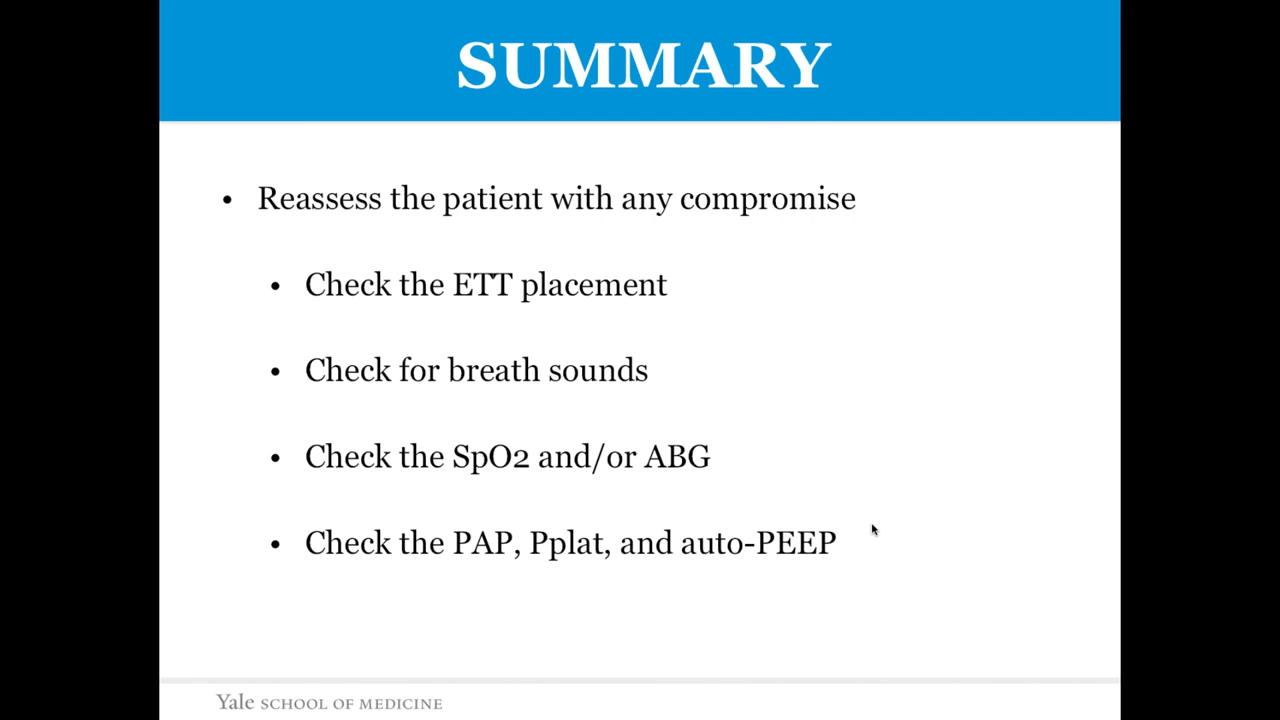 SUMMARY
• Reassess the patient with any compromise
• Check the ETT placement
• Check for breath sounds
• Check the SpO2 and/or ABG
• Check the PAP, Pplat, and auto-PEEP
Yale SCHOOL OF MEDICINE